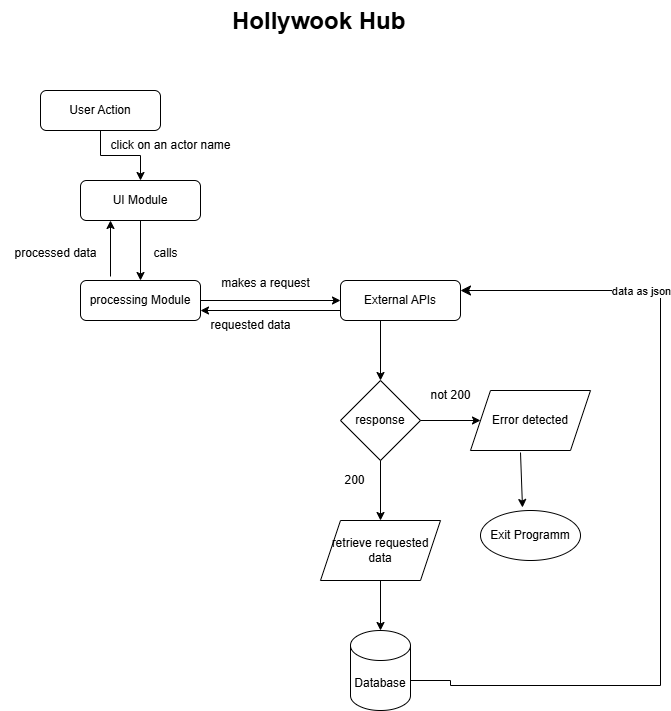 Hollywook Hub
User Action
click on an actor name
UI Module
processed data
calls
processing Module
makes a request
requested data
External APIs
data as json
response
not 200
Error detected
200
retrieve requested
data
Exit Programm
Database